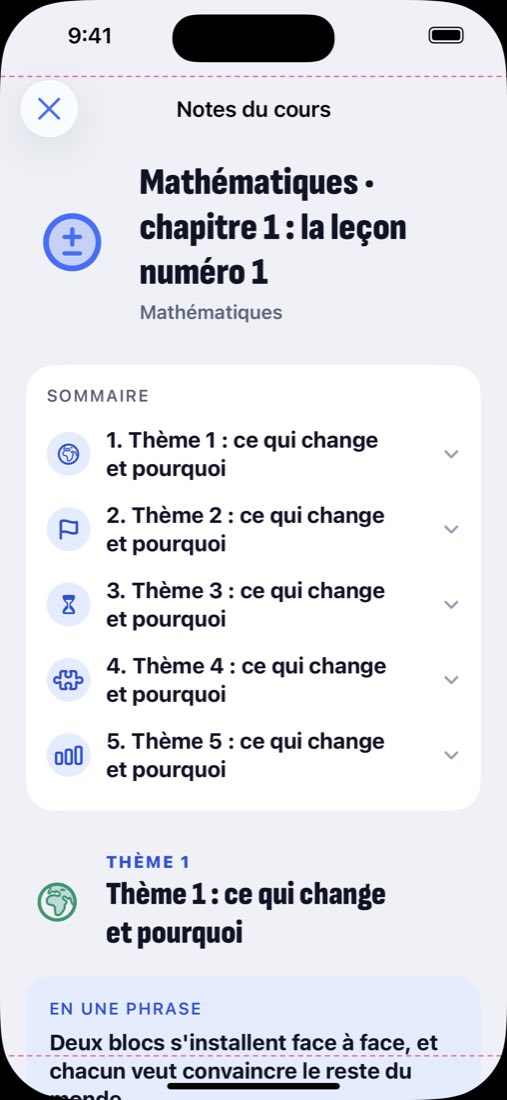 9:41
Notes du cours
Mathématiques •
chapitre 1 : la leçon
numéro 1
Mathématiques
SOMMAIRE
1. Thème 1 : ce qui change
et pourquoi
2. Thème 2 : ce qui change
et pourquoi
3. Thème 3 : ce qui change
et pourquoi
4. Thème 4 : ce qui change
et pourquoi
5. Thème 5 : ce qui change
et pourquoi
THÈME 1
Thème 1 : ce qui change
et pourquoi
EN UNE PHRASE
Deux blocs s'installent face à face, et
chacun veut convaincre le reste du
monde